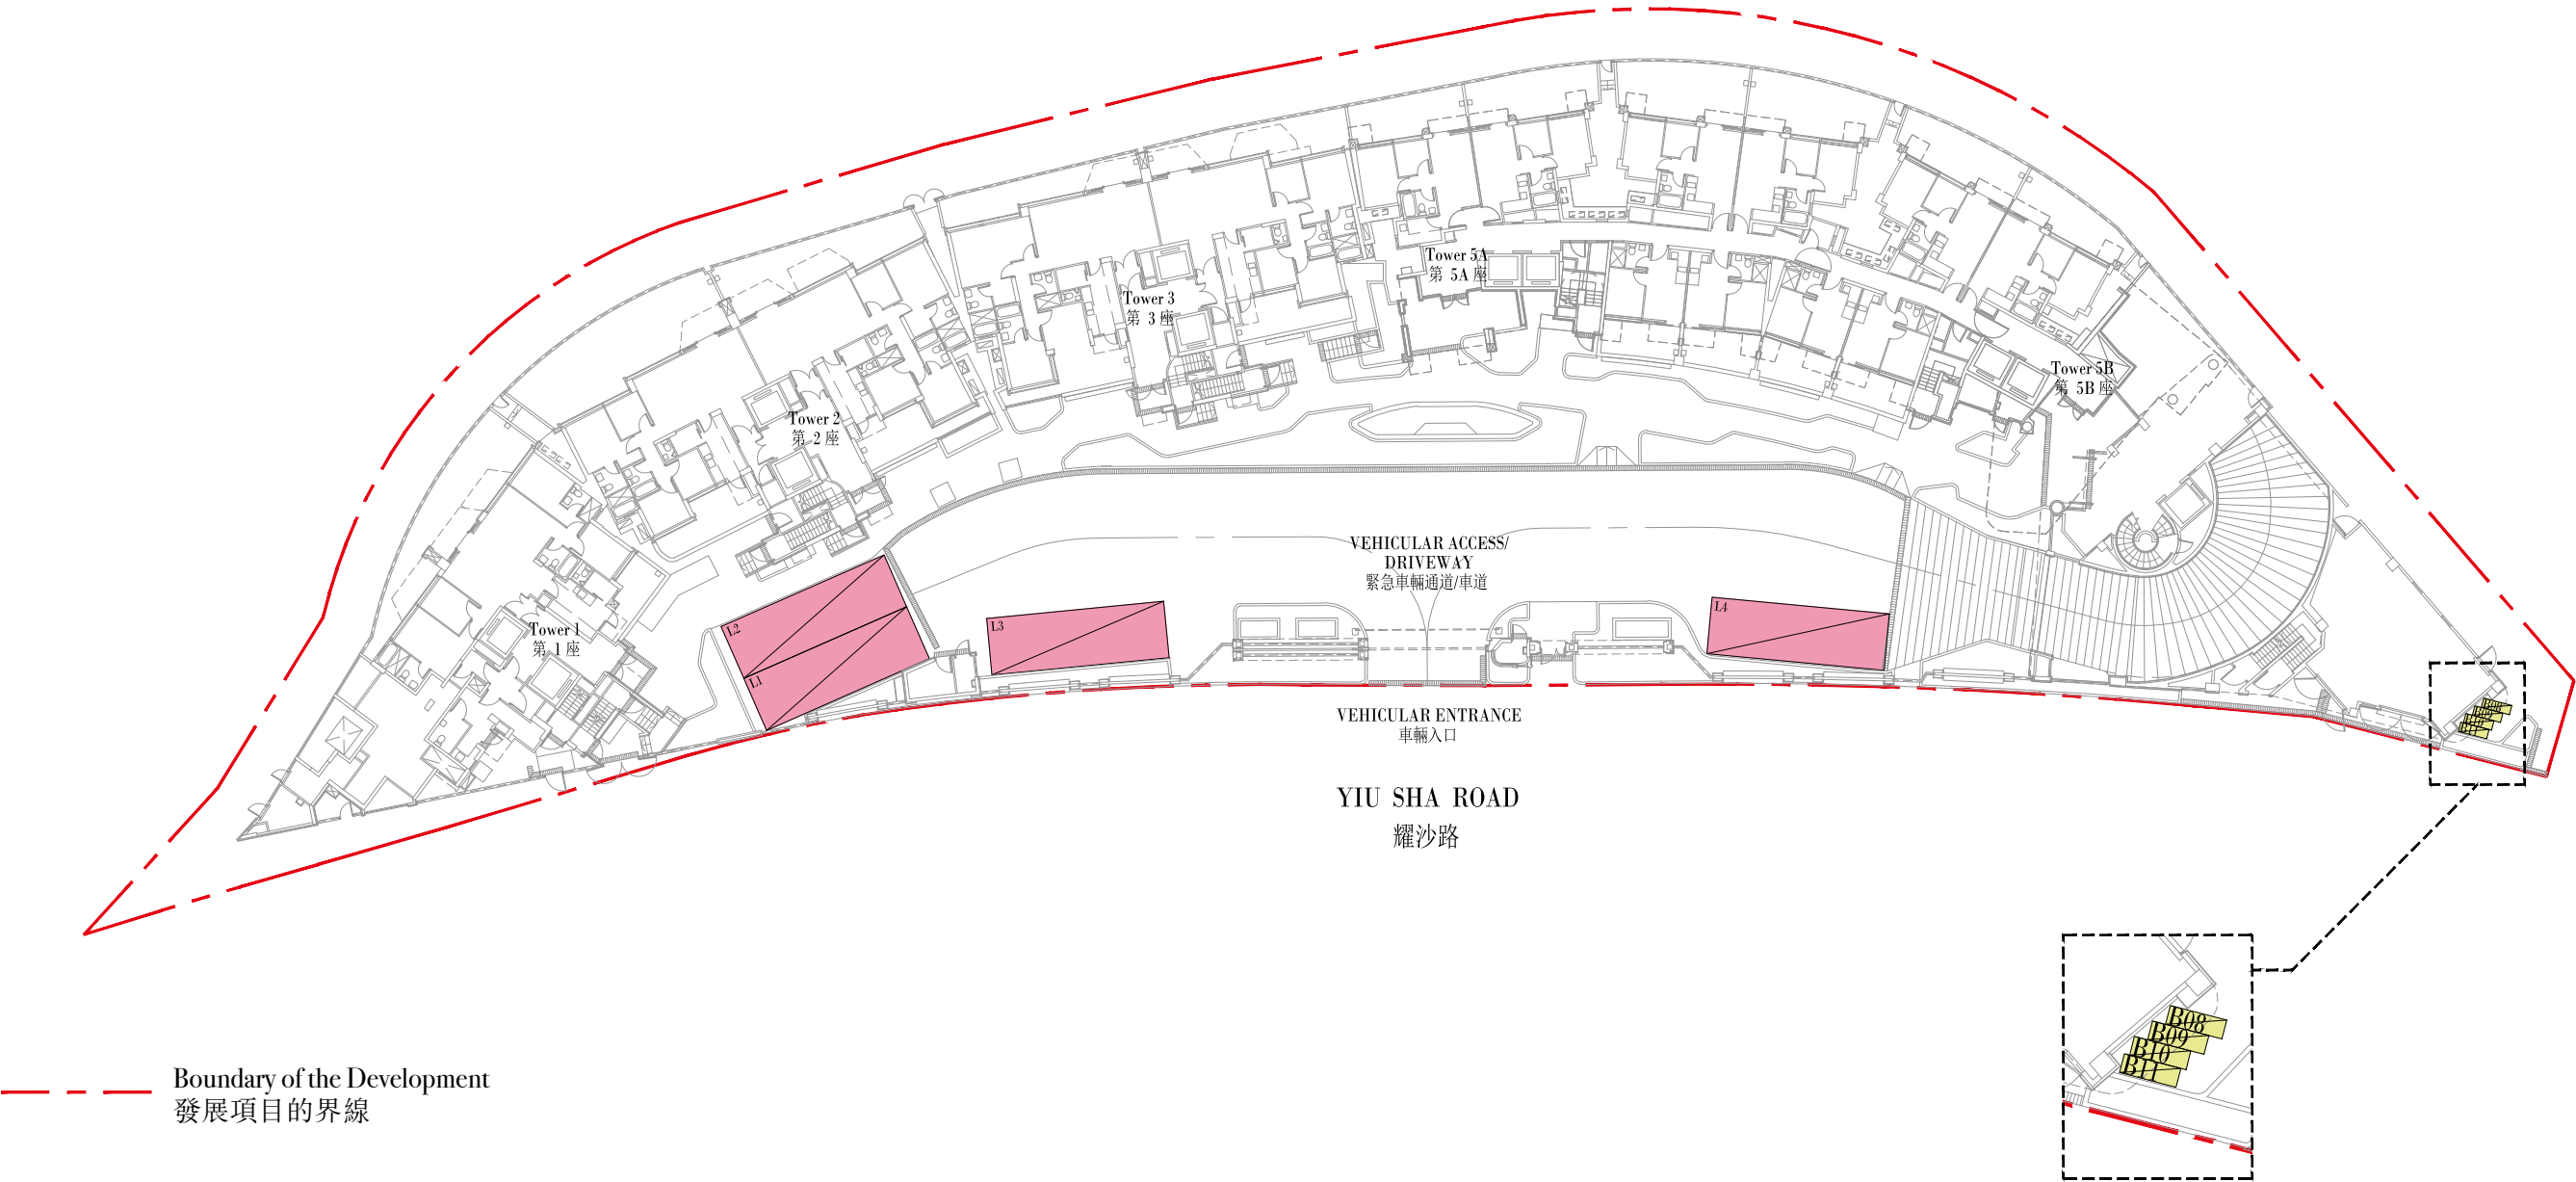 Tower 5A
第 5A 座
Tower 3
第 3 座
Tower 5B
第 5B 座
Tower 2
第 2 座
VEHICULAR ACCESS/
DRIVEWAY
緊急車輛通道/車道
L2
L3
L4
Tower 1
第 1 座
L1
VEHICULAR ENTRANCE
車輛入口
YIU SHA ROAD
耀沙路
B08
B09
B10
B11
Boundary of the Development
發展項目的界線